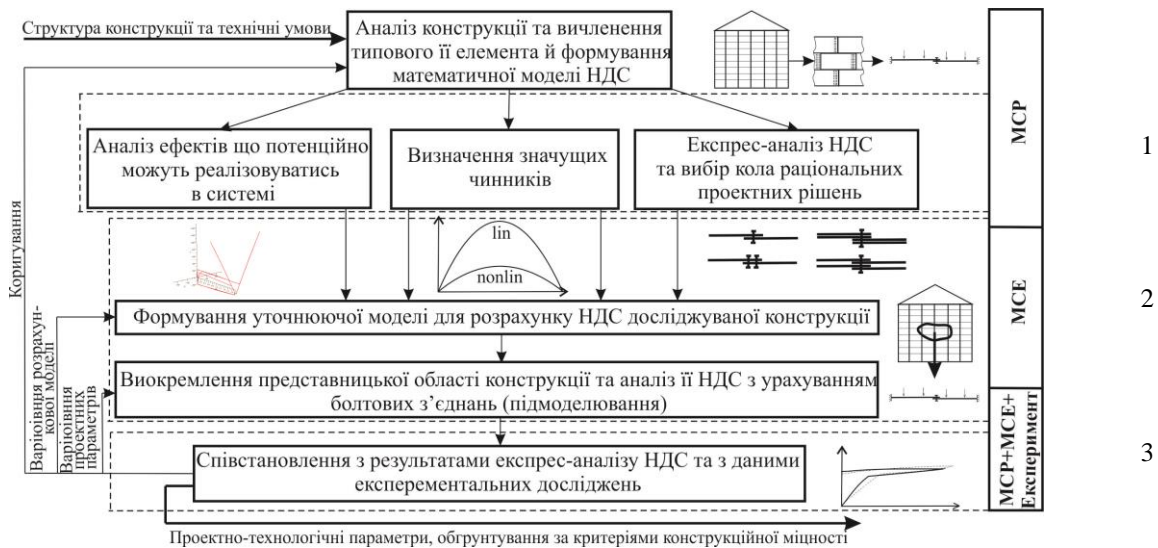 Структура конструкції та технічні умови
Аналіз конструкції та вичленення
типового її елемента й формування
математичної моделі НДС
МСР
1
Аналіз ефектів що потенційно
можуть реалізовуватись
в системі
Визначення значущих
чинників
Експрес-аналіз НДС
та вибір кола раціональних
проектних рішень
Коригування
lin
nonlin
МСЕ
2
Формування уточнюючої моделі для розрахунку НДС досліджуваної конструкції
Варіюівння розрахун-
кової моделі
Варіюівння
проектних
параметрів
Виокремлення представницької області конструкції та аналіз її НДС з урахуванням
болтових з’єднань (підмоделювання)
МСР+МСЕ+
Експеримент
3
Співставлення з результатами експрес-аналізу НДС та з даними
експерементальних досліджень
Проектно-технологічні параметри, обгрунтування за критеріями конструкційної міцності